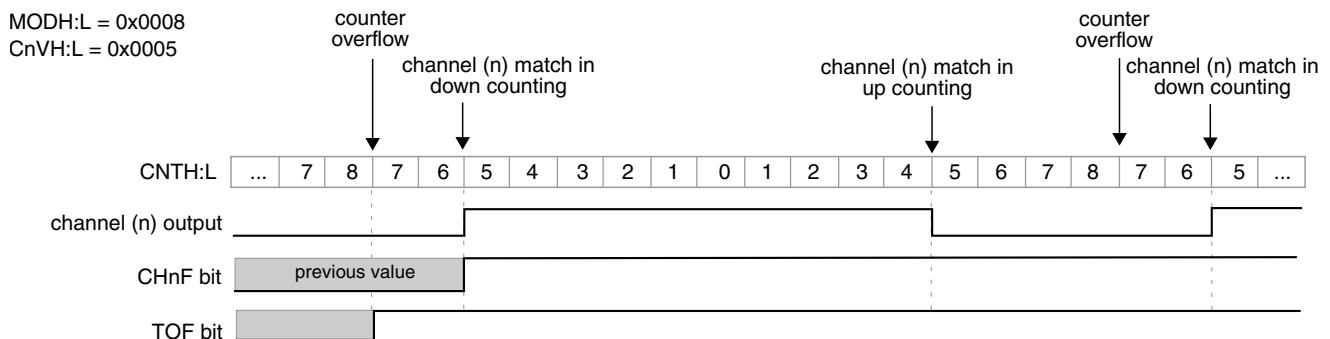 MODH:L = 0x0008
CnVH:L = 0x0005
counter
overflow
channel (n) match in
down counting
channel (n) match in
up counting
counter
overflow
channel (n) match in
down counting
CNTH:L ... 7 8 7 6 5 4 3 2 1 0 1 2 3 4 5 6 7 8 7 6 5 ...
channel (n) output
CHnF bit previous value
TOF bit